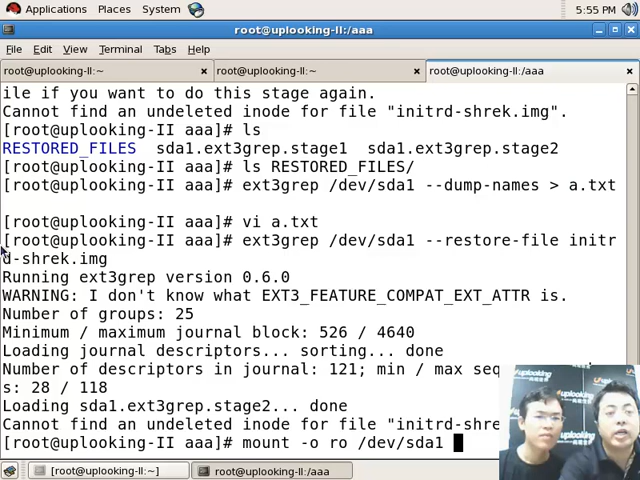 Applications Places System 5:55 PM
root@uplooking-II:/aaa
File Edit View Terminal Tabs Help
root@uplooking-II:~ root@uplooking-II:~ root@uplooking-II:/aaa
ile if you want to do this stage again.
Cannot find an undeleted inode for file "initrd-shrek.img".
[root@uplooking-II aaa]# ls
RESTORED_FILES sda1.ext3grep.stage1 sda1.ext3grep.stage2
[root@uplooking-II aaa]# ls RESTORED_FILES/
[root@uplooking-II aaa]# ext3grep /dev/sda1 --dump-names > a.txt
[root@uplooking-II aaa]# vi a.txt
[root@uplooking-II aaa]# ext3grep /dev/sda1 --restore-file initr
d-shrek.img
Running ext3grep version 0.6.0
WARNING: I don't know what EXT3_FEATURE_COMPAT_EXT_ATTR is.
Number of groups: 25
Minimum / maximum journal block: 526 / 4640
Loading journal descriptors... sorting... done
Number of descriptors in journal: 121; min / max seq
s: 28 / 118
Loading sda1.ext3grep.stage2... done
Cannot find an undeleted inode for file "initrd-shre
[root@uplooking-II aaa]# mount -o ro /dev/sda1
[root@uplooking-II:~] root@uplooking-II:/aaa